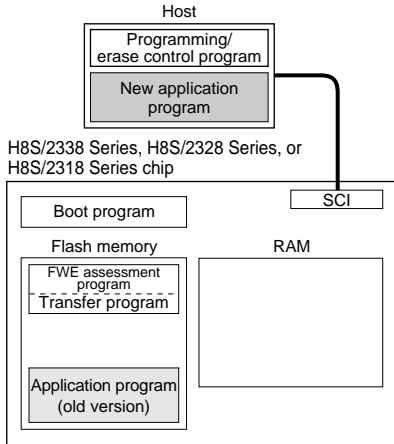 Host
Programming/
erase control program
New application
program
H8S/2338 Series, H8S/2328 Series, or
H8S/2318 Series chip
SCI
Boot program
Flash memory
RAM
FWE assessment
program
Transfer program
Application program
(old version)